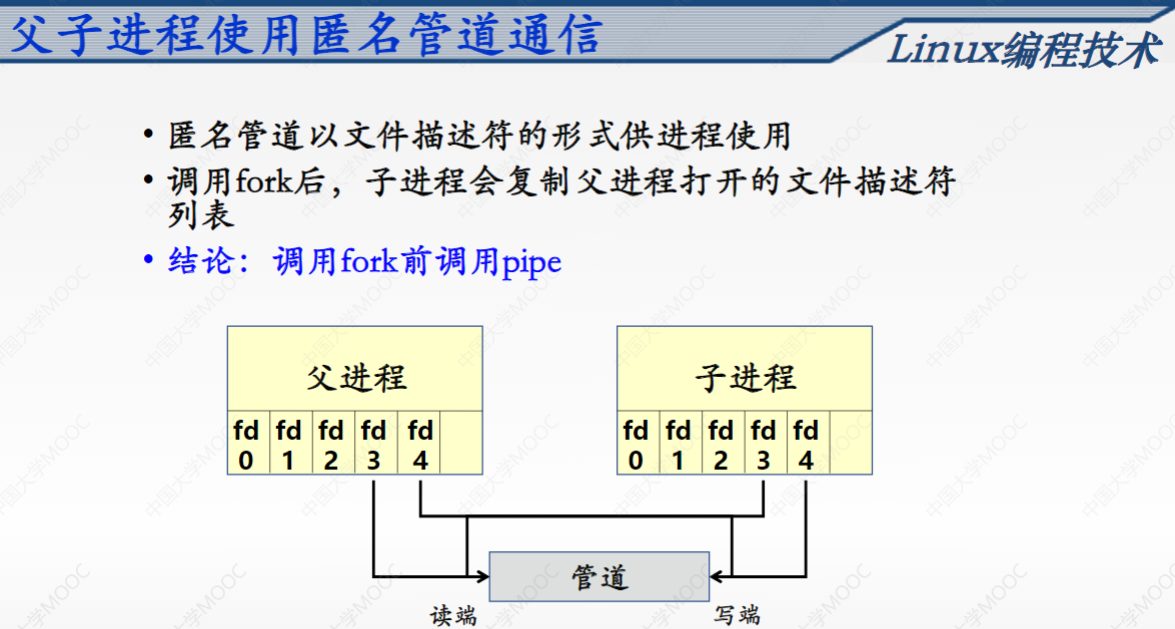 父子进程使用匿名管道通信
Linux编程技术
• 匿名管道以文件描述符的形式供进程使用
• 调用fork后，子进程会复制父进程打开的文件描述符
列表
• 结论：调用fork前调用pipe
父进程
fd 0 fd 1 fd 2 fd 3 fd 4
子进程
fd 0 fd 1 fd 2 fd 3 fd 4
管道
读端
写端
中国大学MOOC